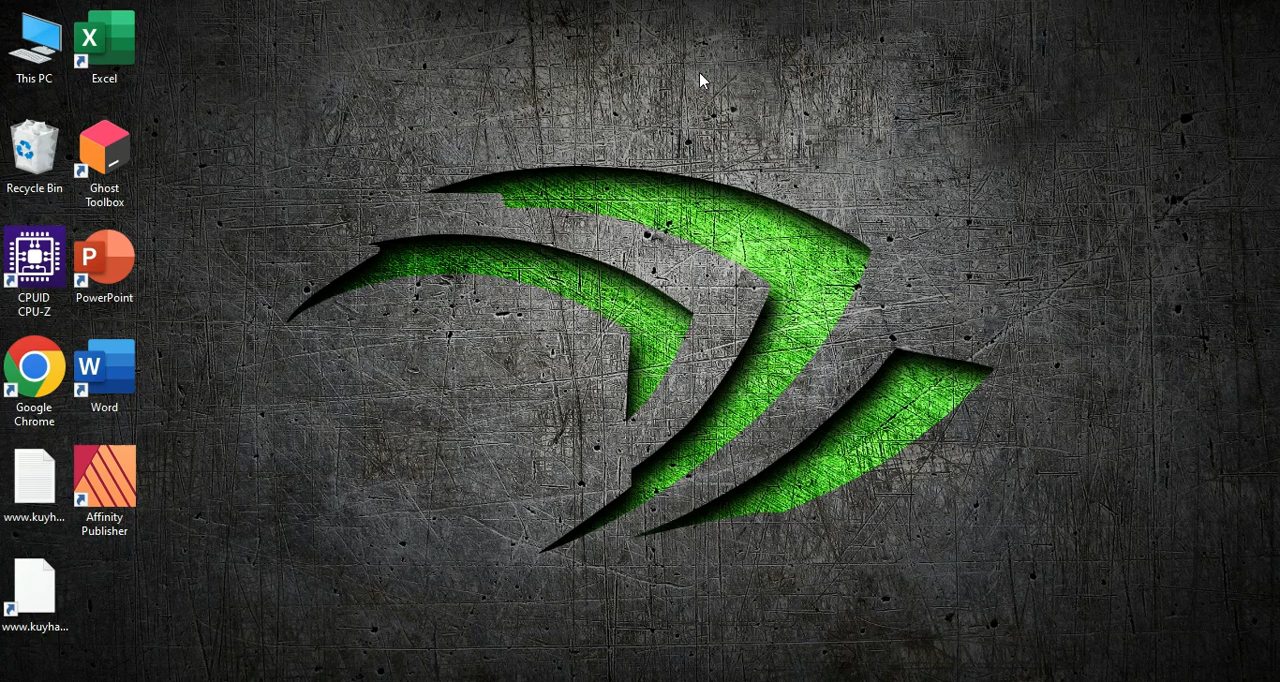 This PC
Excel
Recycle Bin
Ghost
Toolbox
CPUID
CPU-Z
PowerPoint
Google
Chrome
Word
www.kuyh...
Affinity
Publisher
www.kuyha...